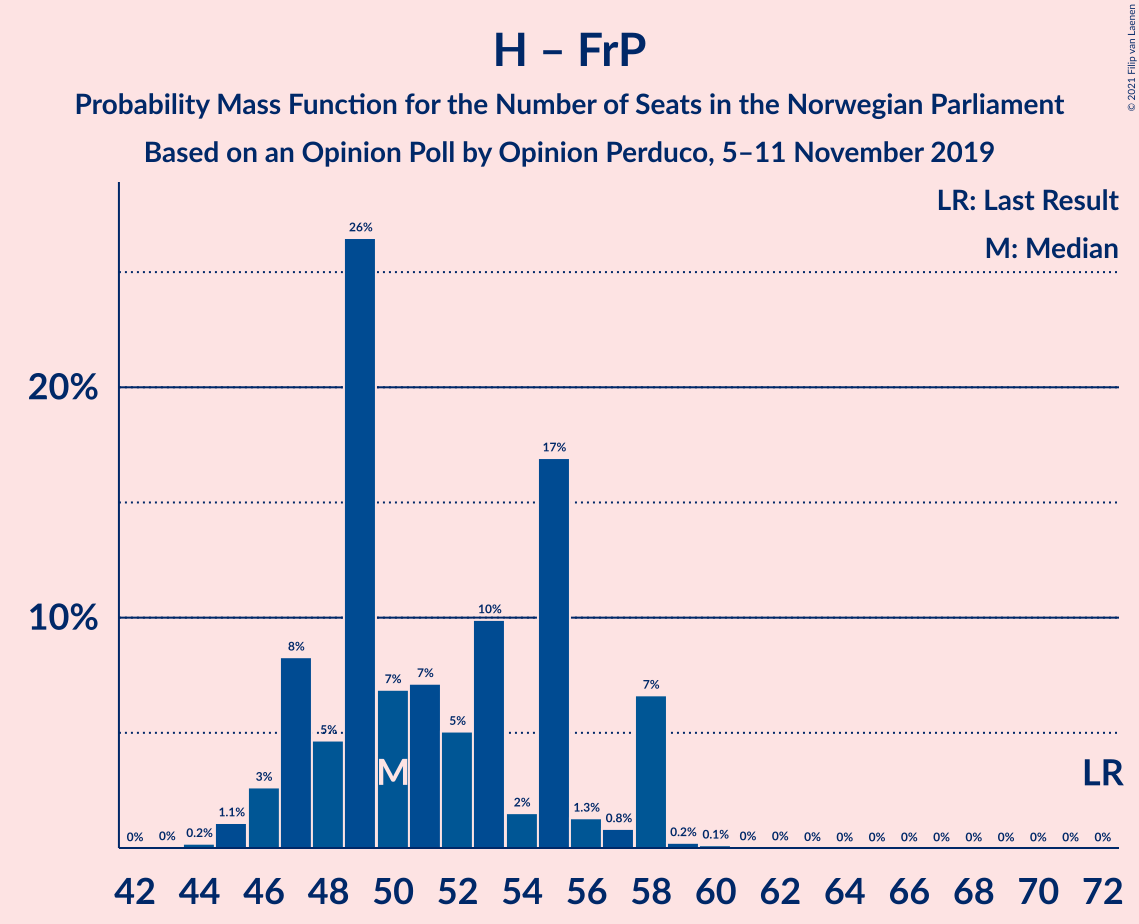 H – FrP
Probability Mass Function for the Number of Seats in the Norwegian Parliament
Based on an Opinion Poll by Opinion Perduco, 5–11 November 2019
© 2021 Filip van Laenen
LR: Last Result
M: Median
26%
20%
17%
10%
10%
8%
7%
7%
7%
5%
5%
M
LR
3%
2%
1.3%
1.1%
0.8%
0% 0% 0.2% 0.2% 0.1% 0% 0% 0% 0% 0% 0% 0% 0% 0% 0% 0% 0%
42 44 46 48 50 52 54 56 58 60 62 64 66 68 70 72